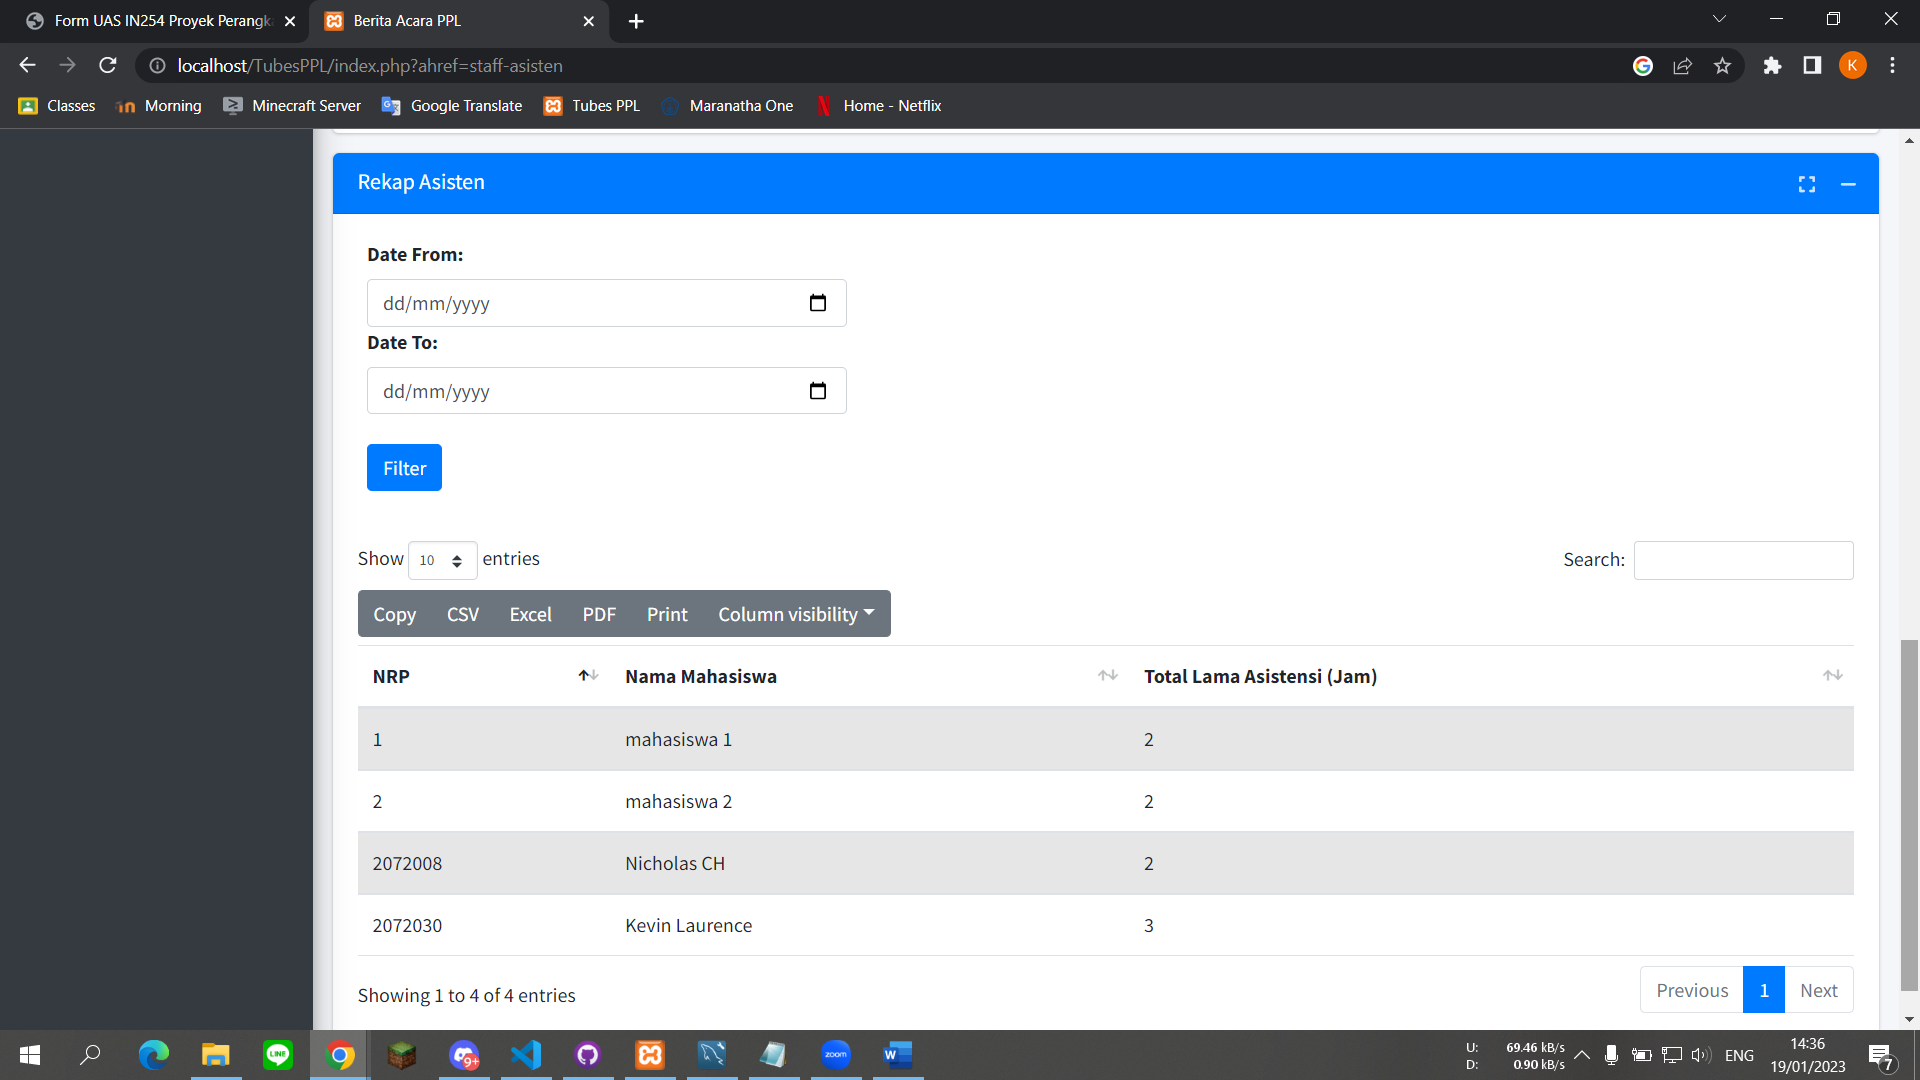 Form UAS IN254 Proyek Perangka
Berita Acara PPL
localhost/TubesPPL/index.php?ahref=staff-asisten
K
Classes
Morning
Minecraft Server
Google Translate
Tubes PPL
Maranatha One
Home - Netflix
Rekap Asisten
Date From:
dd/mm/yyyy
Date To:
dd/mm/yyyy
Filter
Show 10 entries
Search:
Copy CSV Excel PDF Print Column visibility
NRP Nama Mahasiswa Total Lama Asistensi (Jam)
1 mahasiswa 1 2
2 mahasiswa 2 2
2072008 Nicholas CH 2
2072030 Kevin Laurence 3
Showing 1 to 4 of 4 entries
Previous 1 Next
LINE
9+
zoom
W
U: 69.46 kB/s
D: 0.90 kB/s
ENG
14:36
19/01/2023
7